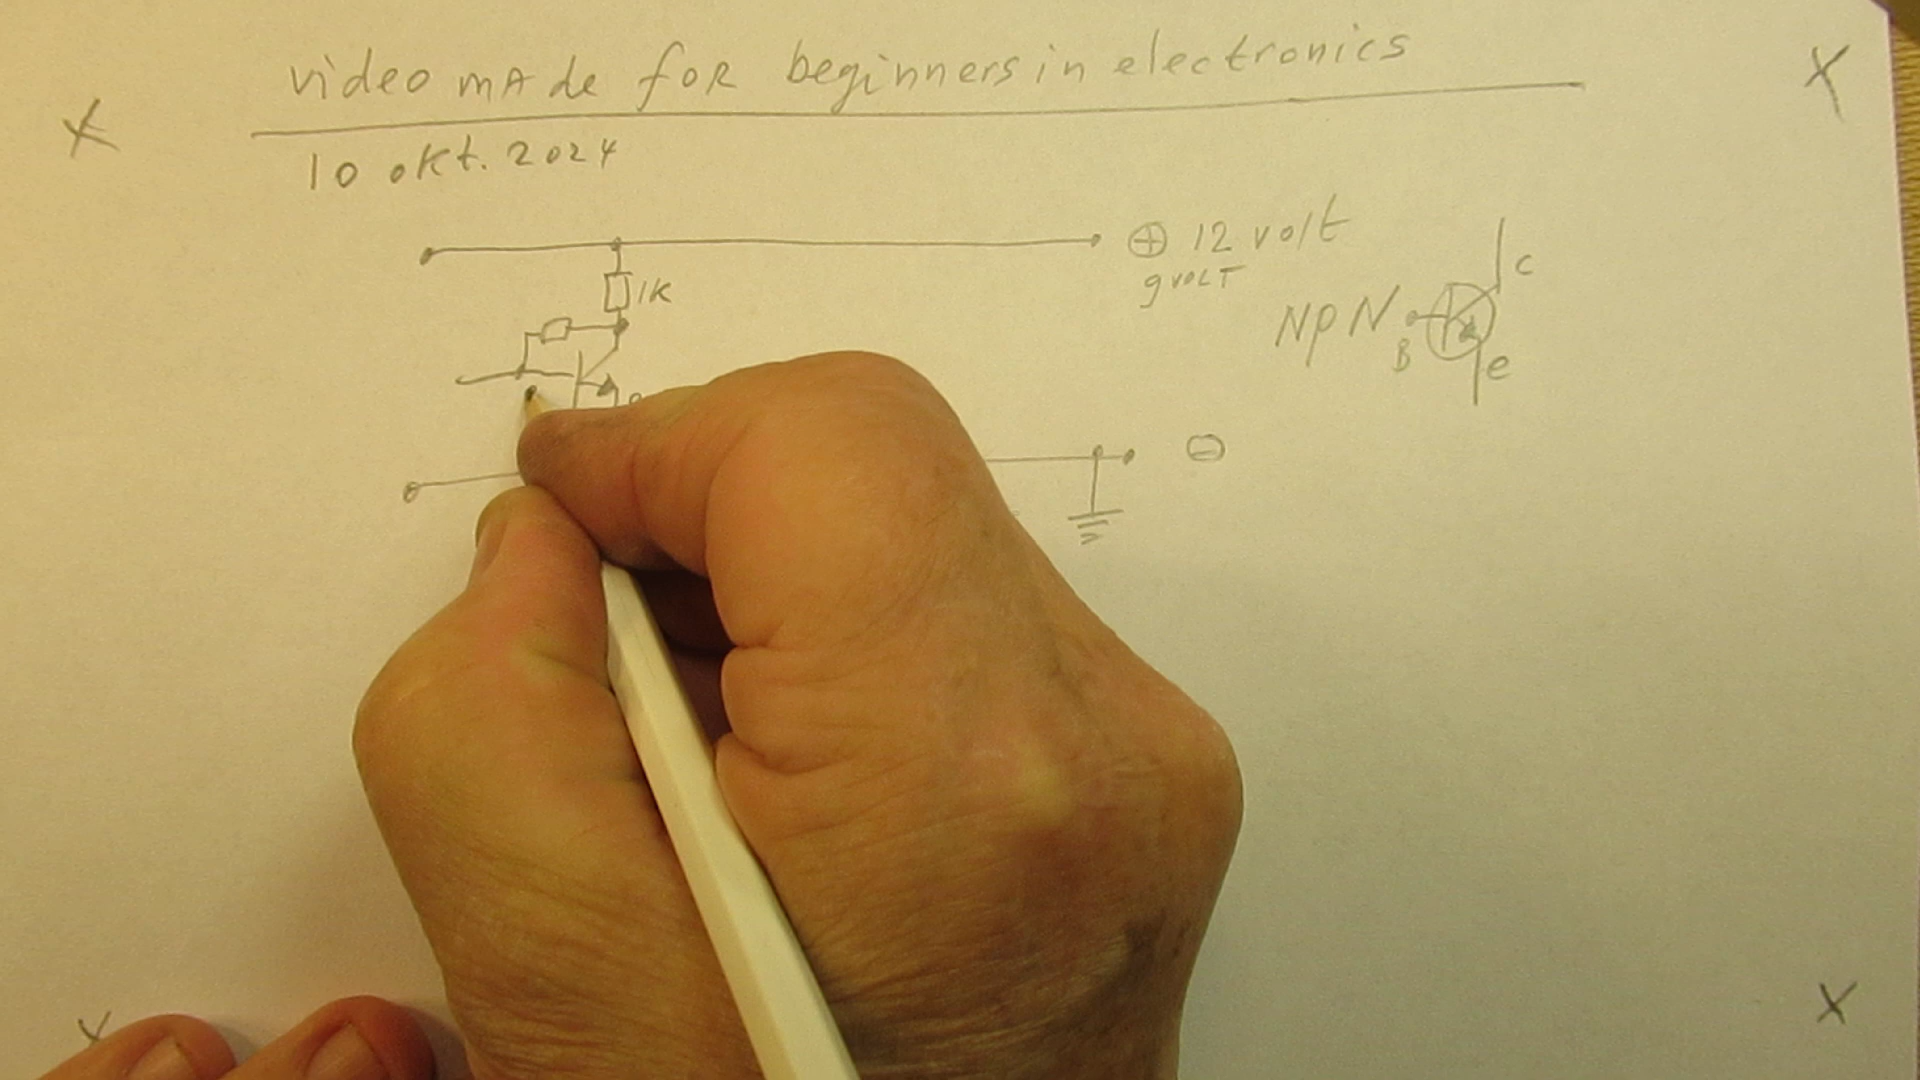 video mAde foR beginners in electronics
10 okt. 2024
⊕ 12 volt
9 VOLT
1K
C
NPN
B
e
e
⊖